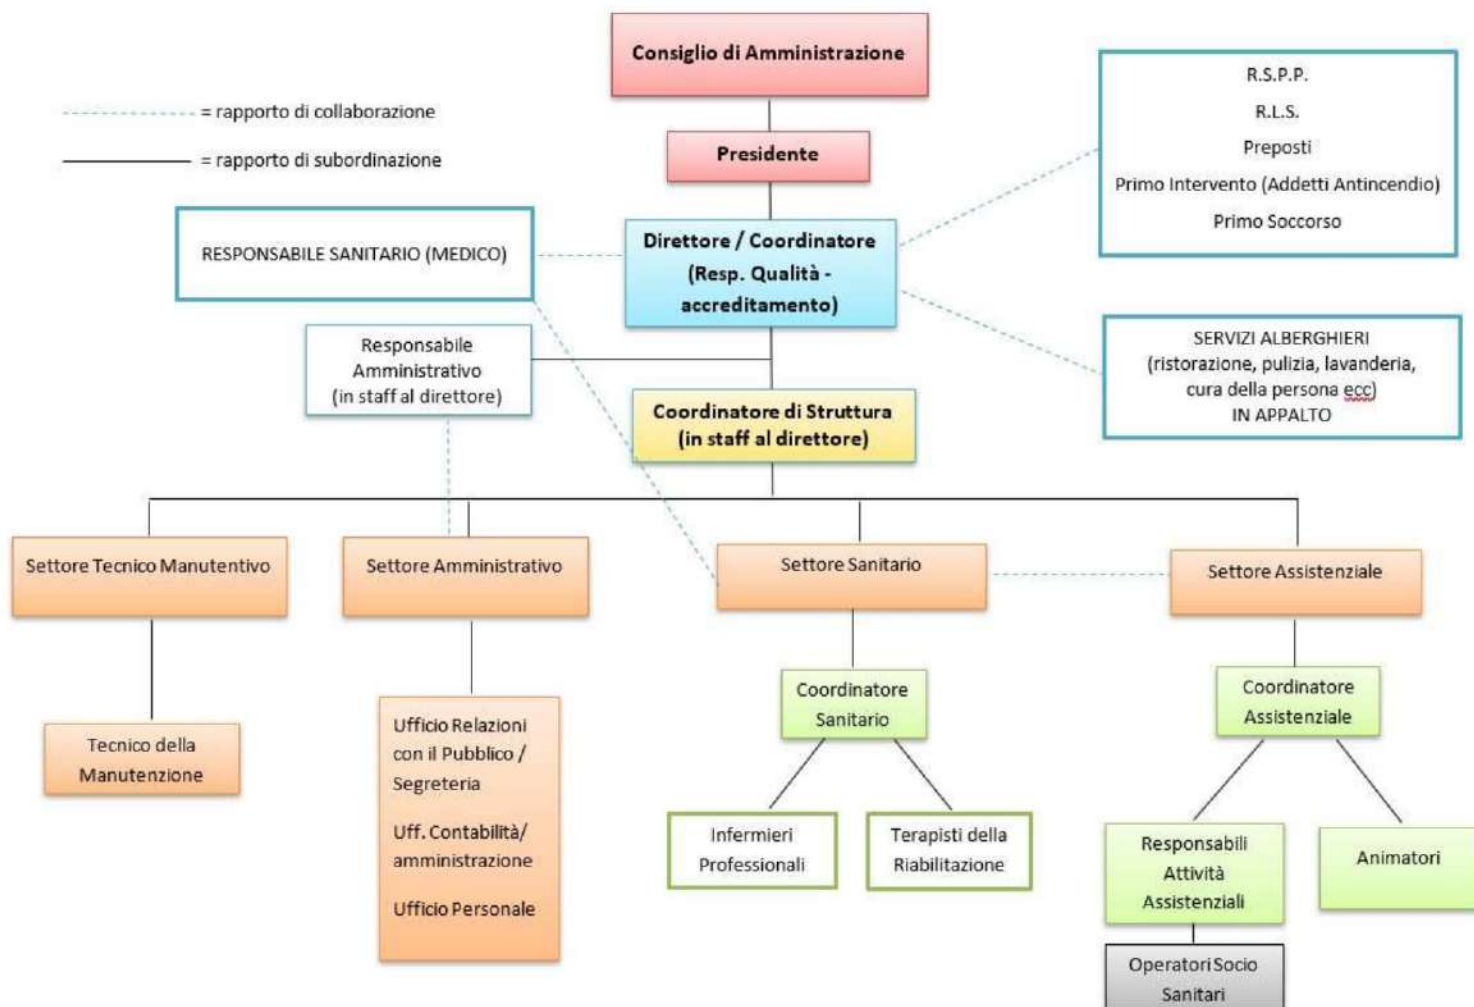 Consiglio di Amministrazione
= rapporto di collaborazione
= rapporto di subordinazione
Presidente
R.S.P.P.
R.L.S.
Preposti
Primo Intervento (Addetti Antincendio)
Primo Soccorso
RESPONSABILE SANITARIO (MEDICO)
Direttore / Coordinatore
(Resp. Qualità -
accreditamento)
Responsabile
Amministrativo
(in staff al direttore)
SERVIZI ALBERGHIERI
(ristorazione, pulizia, lavanderia,
cura della persona ecc)
IN APPALTO
Coordinatore di Struttura
(in staff al direttore)
Settore Tecnico Manutentivo
Settore Amministrativo
Settore Sanitario
Settore Assistenziale
Tecnico della
Manutenzione
Ufficio Relazioni
con il Pubblico /
Segreteria
Uff. Contabilità/
amministrazione
Ufficio Personale
Coordinatore
Sanitario
Coordinatore
Assistenziale
Infermieri
Professionali
Terapisti della
Riabilitazione
Responsabili
Attività
Assistenziali
Animatori
Operatori Socio
Sanitari